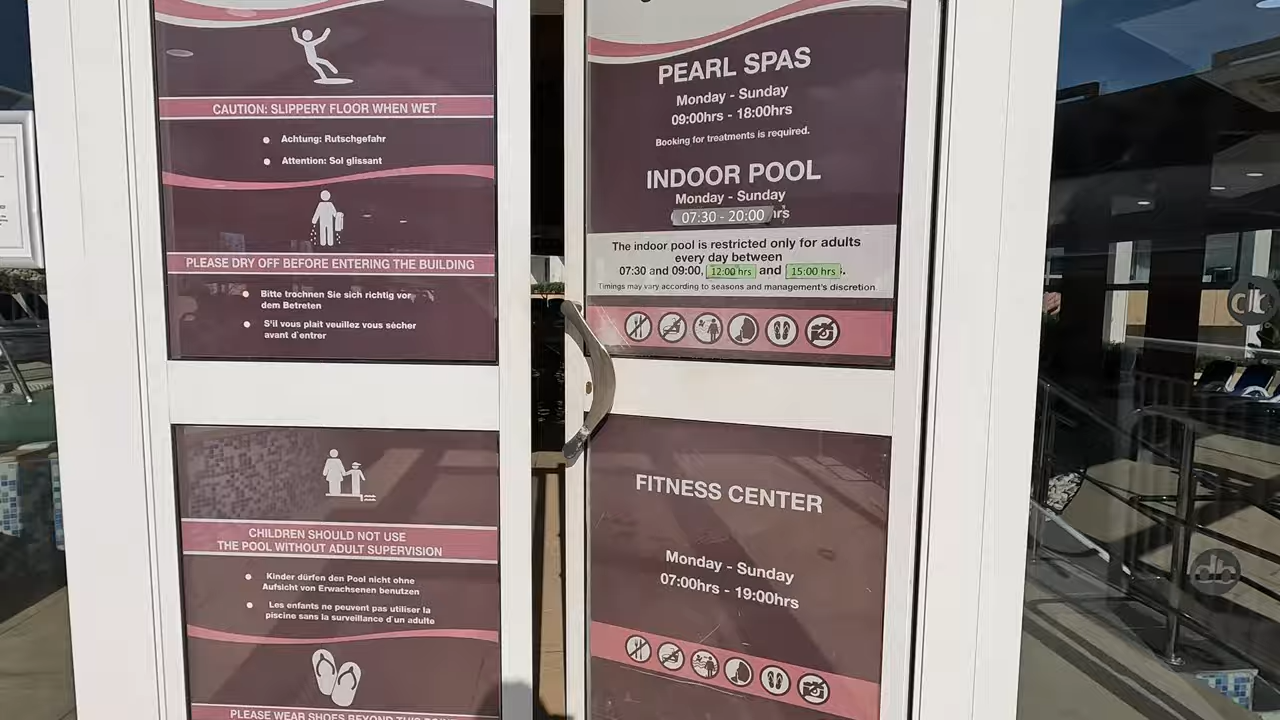 CAUTION: SLIPPERY FLOOR WHEN WET
Achtung: Rutschgefahr
Attention: Sol glissant
PLEASE DRY OFF BEFORE ENTERING THE BUILDING
Bitte trochnen Sie sich richtig vor
dem Betreten
S'il vous plait veuillez vous sècher
avant d'entrer
CHILDREN SHOULD NOT USE
THE POOL WITHOUT ADULT SUPERVISION
Kinder dürfen den Pool nicht ohne
Aufsicht von Erwachsenen benutzen
Les enfants ne peuvent pas utiliser la
piscine sans la surveillance d'un adulte
PLEASE WEAR SHOES BEYOND THIS
PEARL SPAS
Monday - Sunday
09:00hrs - 18:00hrs
Booking for treatments is required.
INDOOR POOL
Monday - Sunday
07:30 - 20:00 hrs
The indoor pool is restricted only for adults
every day between
07:30 and 09:00, 12:00 hrs and 15:00 hrs.
Timings may vary according to seasons and management's discretion.
FITNESS CENTER
Monday - Sunday
07:00hrs - 19:00hrs
db
db